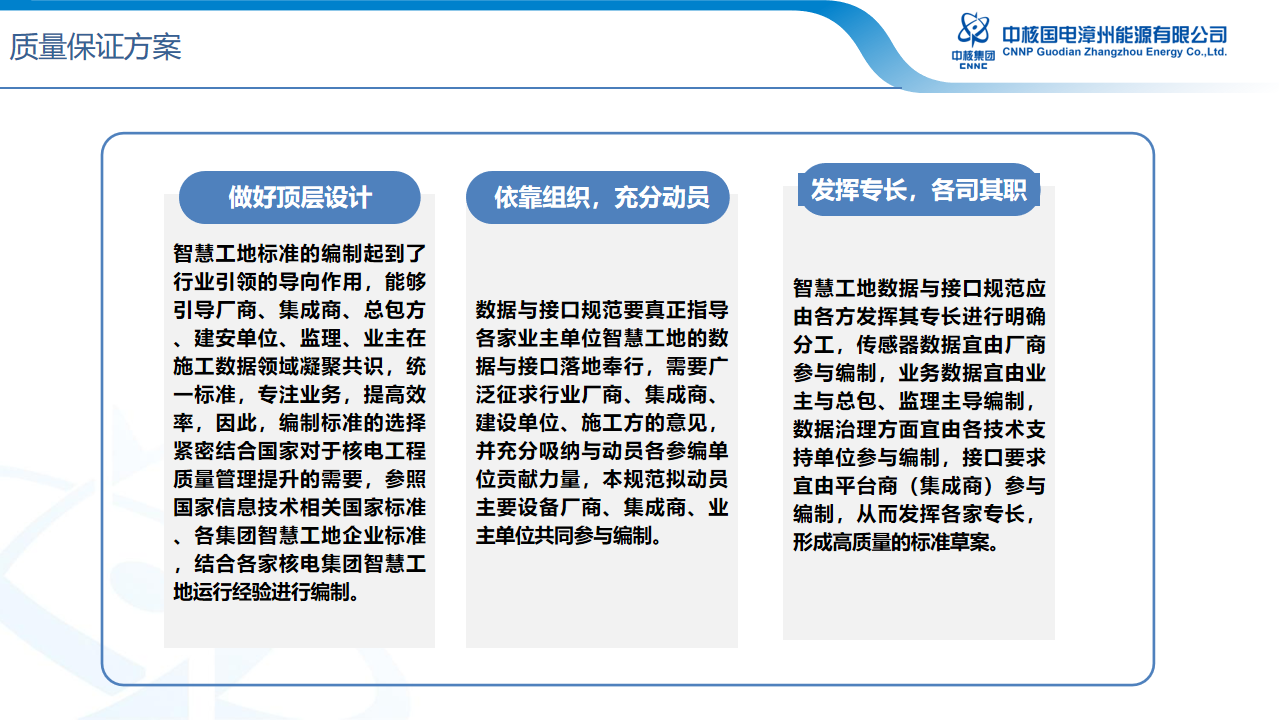 质量保证方案
中核集团
CNNC
中核国电漳州能源有限公司
CNNP Guodian Zhangzhou Energy Co.,Ltd.
做好顶层设计
智慧工地标准的编制起到了
行业引领的导向作用，能够
引导厂商、集成商、总包方
、建安单位、监理、业主在
施工数据领域凝聚共识，统
一标准，专注业务，提高效
率，因此，编制标准的选择
紧密结合国家对于核电工程
质量管理提升的需要，参照
国家信息技术相关国家标准
、各集团智慧工地企业标准
，结合各家核电集团智慧工
地运行经验进行编制。
依靠组织，充分动员
数据与接口规范要真正指导
各家业主单位智慧工地的数
据与接口落地奉行，需要广
泛征求行业厂商、集成商、
建设单位、施工方的意见，
并充分吸纳与动员各参编单
位贡献力量，本规范拟动员
主要设备厂商、集成商、业
主单位共同参与编制。
发挥专长，各司其职
智慧工地数据与接口规范应
由各方发挥其专长进行明确
分工，传感器数据宜由厂商
参与编制，业务数据宜由业
主与总包、监理主导编制，
数据治理方面宜由各技术支
持单位参与编制，接口要求
宜由平台商（集成商）参与
编制，从而发挥各家专长，
形成高质量的标准草案。